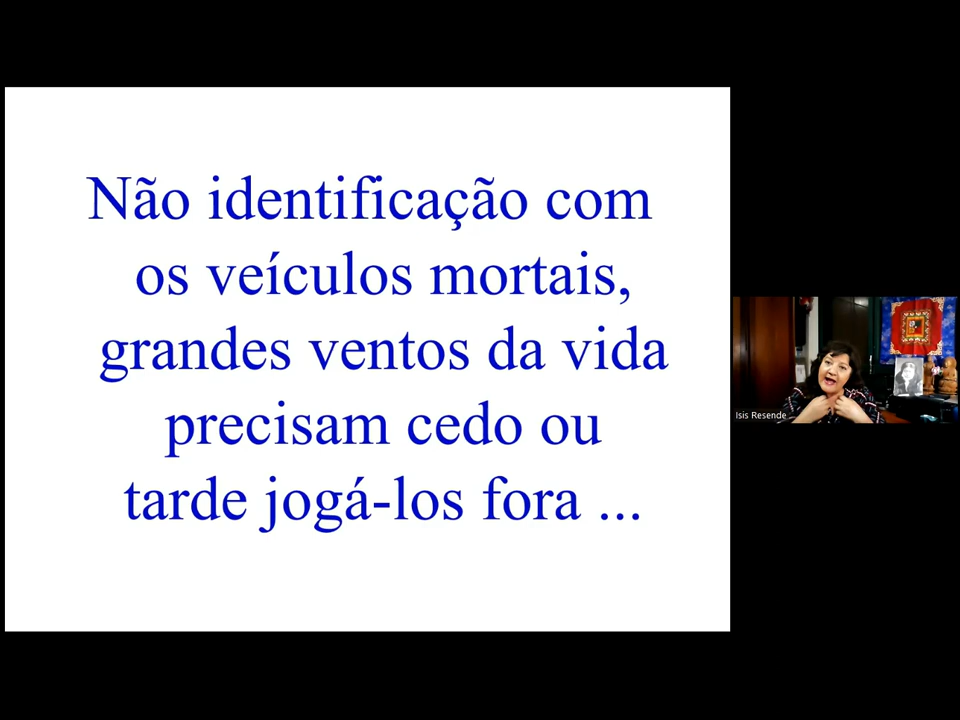 Não identificação com
os veículos mortais,
grandes ventos da vida
precisam cedo ou
tarde jogá-los fora ...
Isis Resende